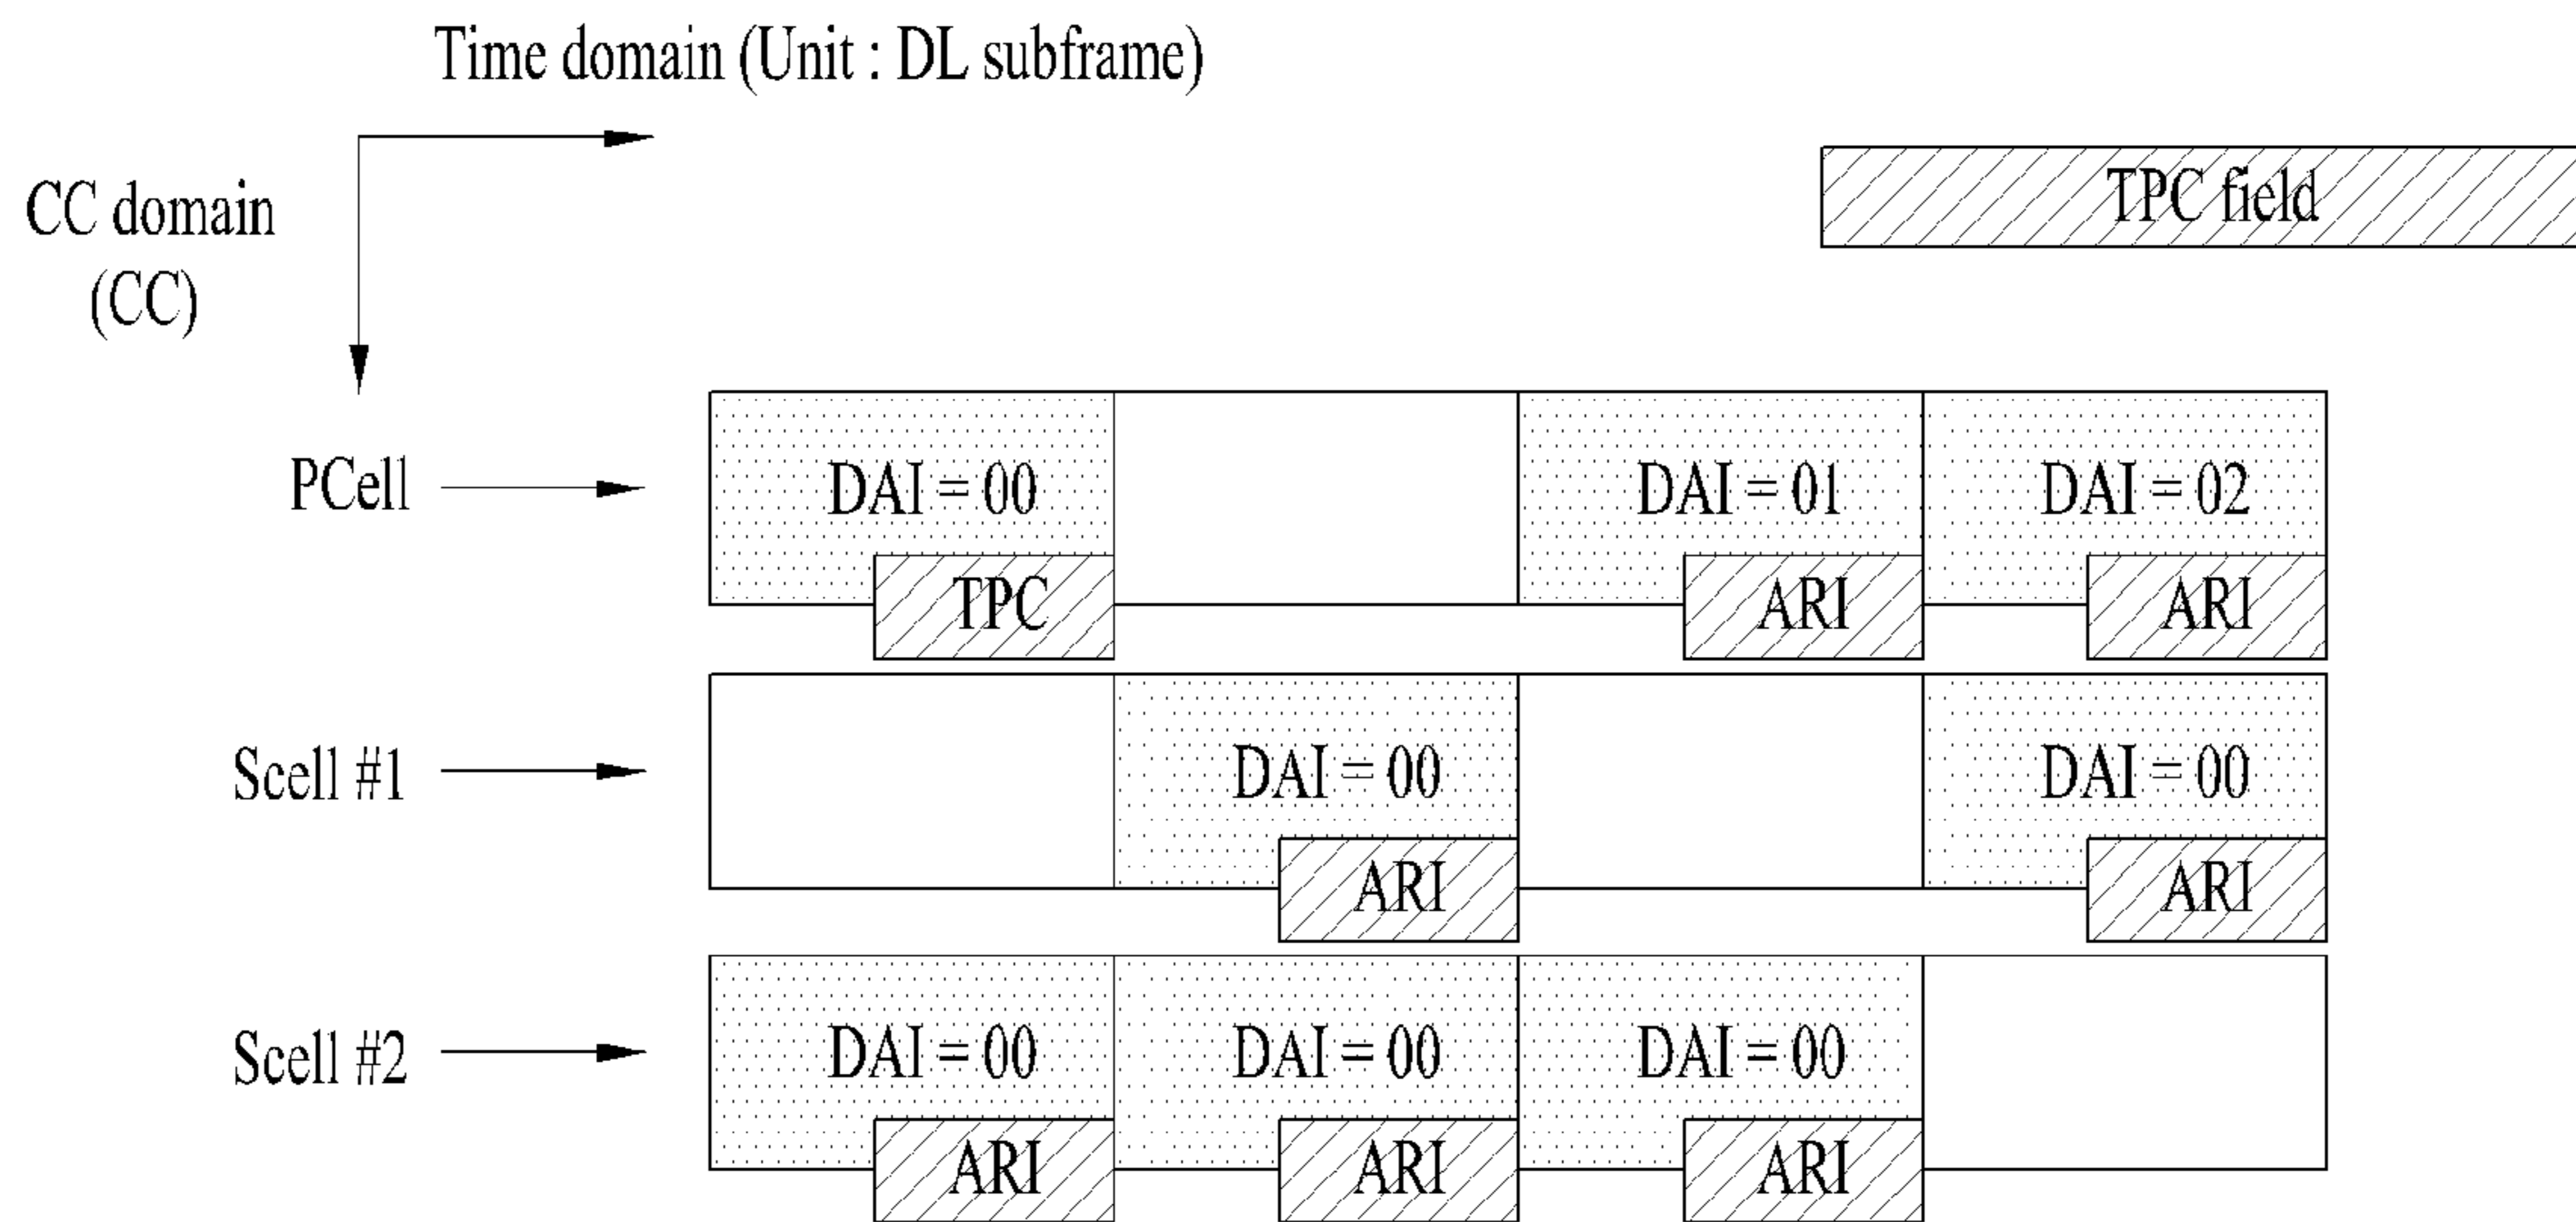 Time domain (Unit : DL subframe)
TPC field
CC domain
(CC)
PCell
DAI = 00
DAI = 01
DAI = 02
TPC
ARI
ARI
Scell #1
DAI = 00
DAI = 00
ARI
ARI
Scell #2
DAI = 00
DAI = 00
DAI = 00
ARI
ARI
ARI